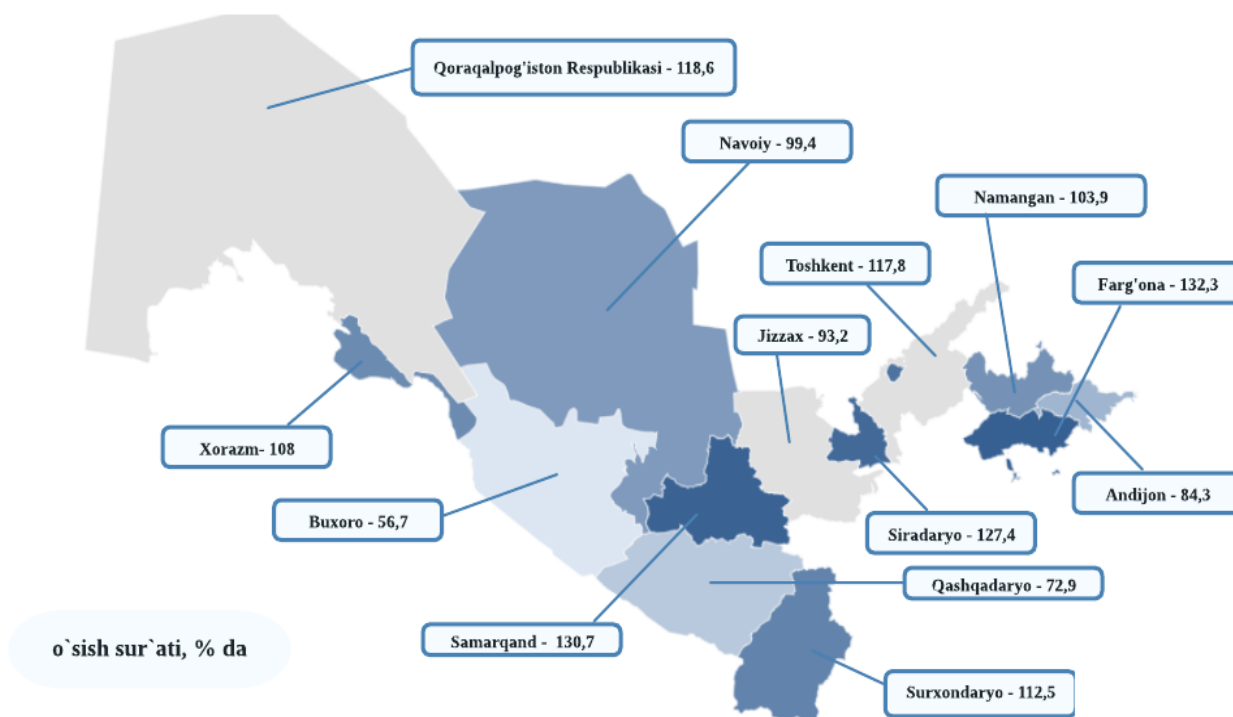 Qoraqalpog'iston Respublikasi - 118,6
Navoiy - 99,4
Namangan - 103,9
Toshkent - 117,8
Farg'ona - 132,3
Jizzax - 93,2
Xorazm- 108
Buxoro - 56,7
Andijon - 84,3
Siradaryo - 127,4
Qashqadaryo - 72,9
Samarqand -  130,7
o`sish sur`ati, % da
Surxondaryo - 112,5